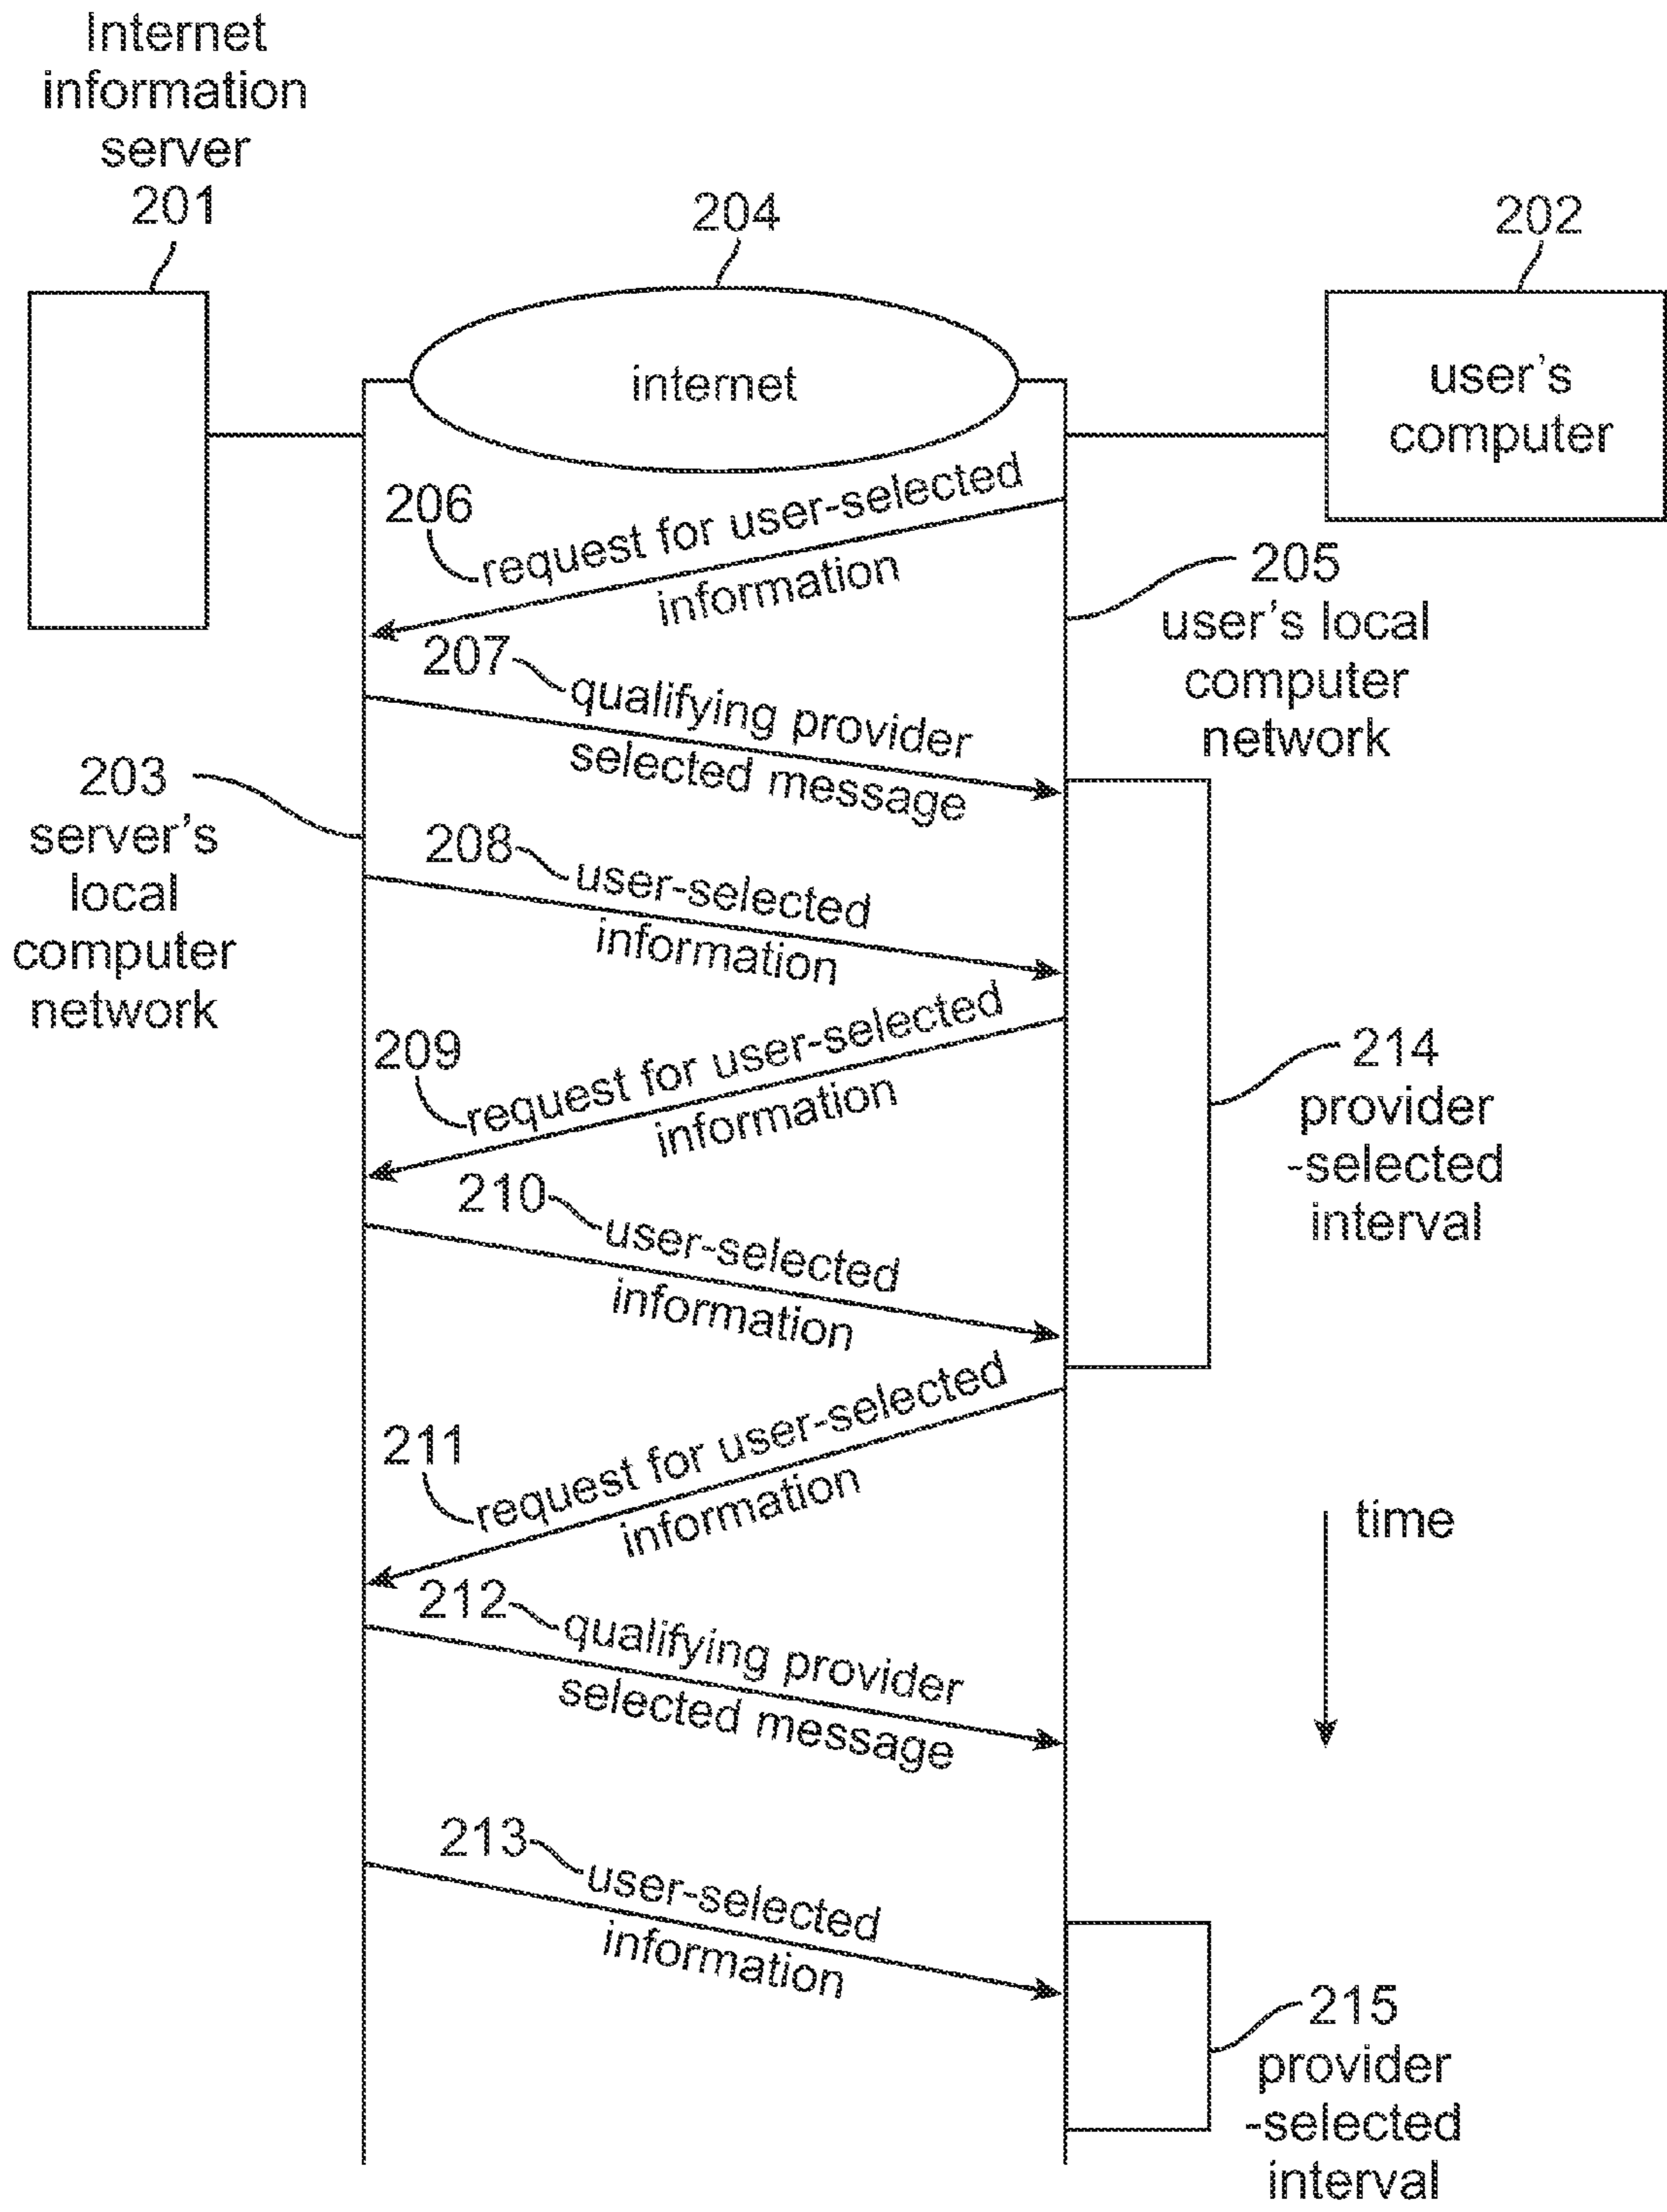 Internet
information
server
201
204
202
internet
user's
computer
206
request for user-selected
information
205
user's local
computer
network
207
qualifying provider
selected message
203
server's
local
computer
network
208
user-selected
information
209
request for user-selected
information
214
provider
-selected
interval
210
user-selected
information
211
request for user-selected
information
time
212
qualifying provider
selected message
213
user-selected
information
215
provider
-selected
interval